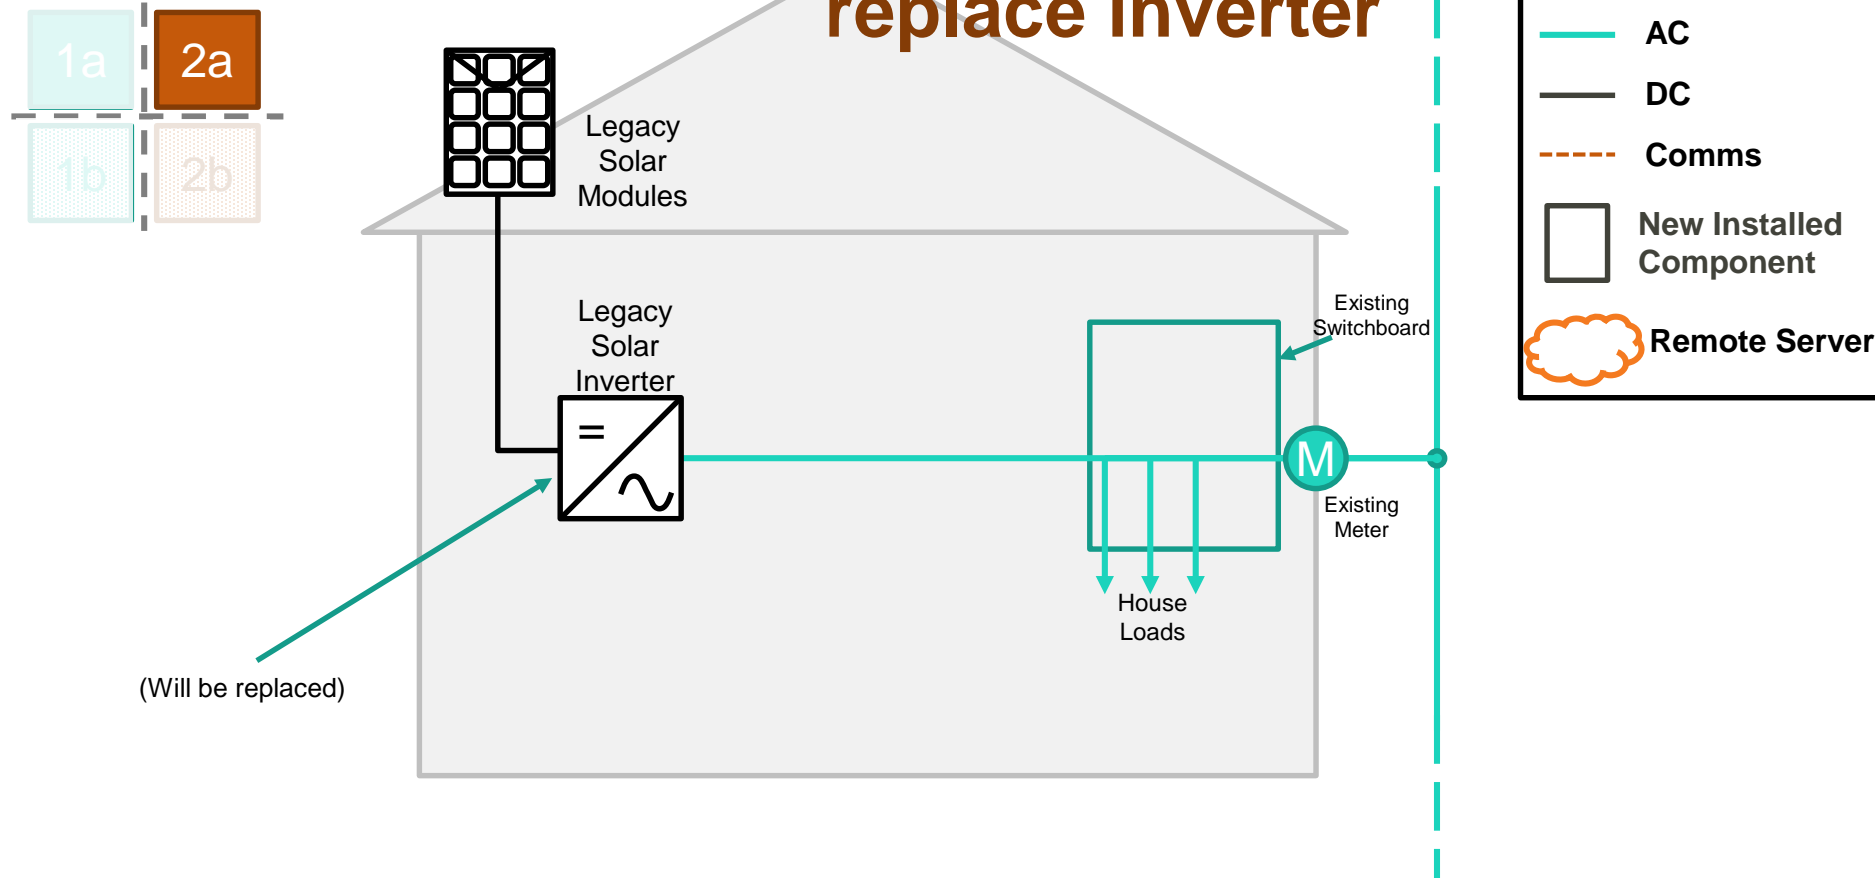 replace inverter
1a
2a
1b
2b
Legacy
Solar
Modules
Legacy
Solar
Inverter
(Will be replaced)
Existing
Switchboard
M
Existing
Meter
House
Loads
AC
DC
Comms
New Installed
Component
Remote Server